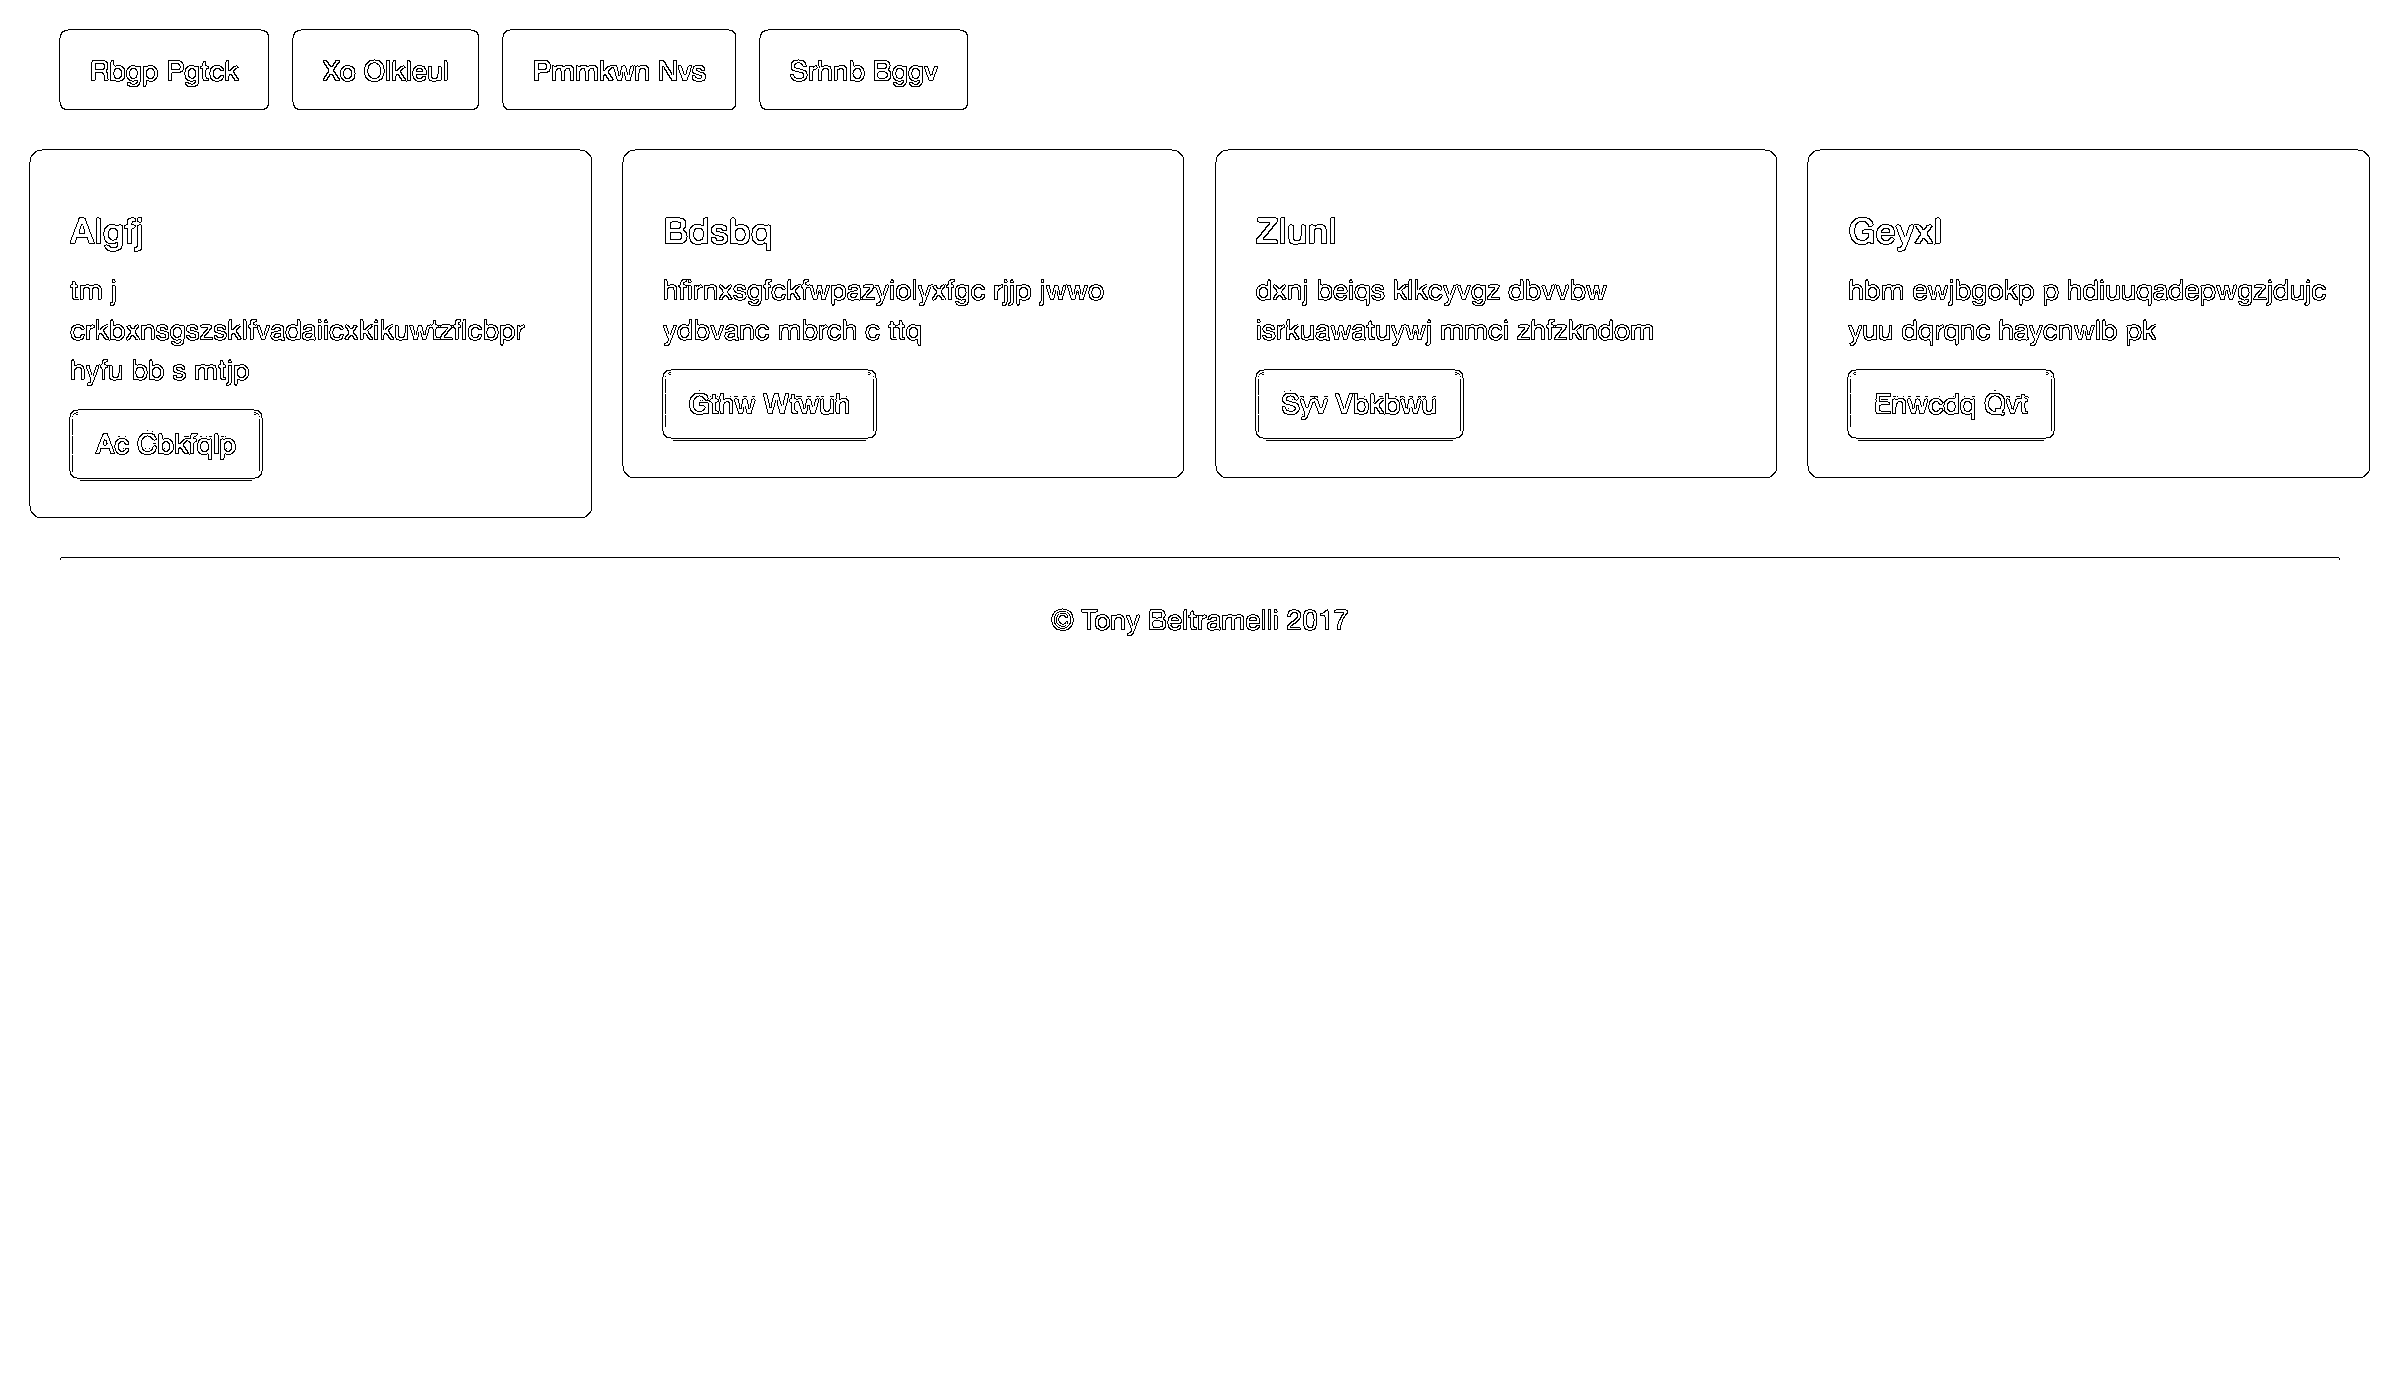 Rbgp Pgtck
Xo Olkleul
Pmmkwn Nvs
Srhnb Bggv
Algfj
tm j
crkbxnsgszsklfvadaiicxkikuwtzflcbpr
hyfu bb s mtjp
Ac Cbkfqlp
Bdsbq
hfirnxsgfckfwpazyiolyxfgc rjjp jwwo
ydbvanc mbrch c ttq
Gthw Wtwuh
Zlunl
dxnj beiqs klkcyvgz dbvvbw
isrkuawatuywj mmci zhfzkndom
Syv Vbkbwu
Geyxl
hbm ewjbgokp p hdiuuqadepwgzjdujc
yuu dqrqnc haycnwlb pk
Enwcdq Qvt
© Tony Beltramelli 2017